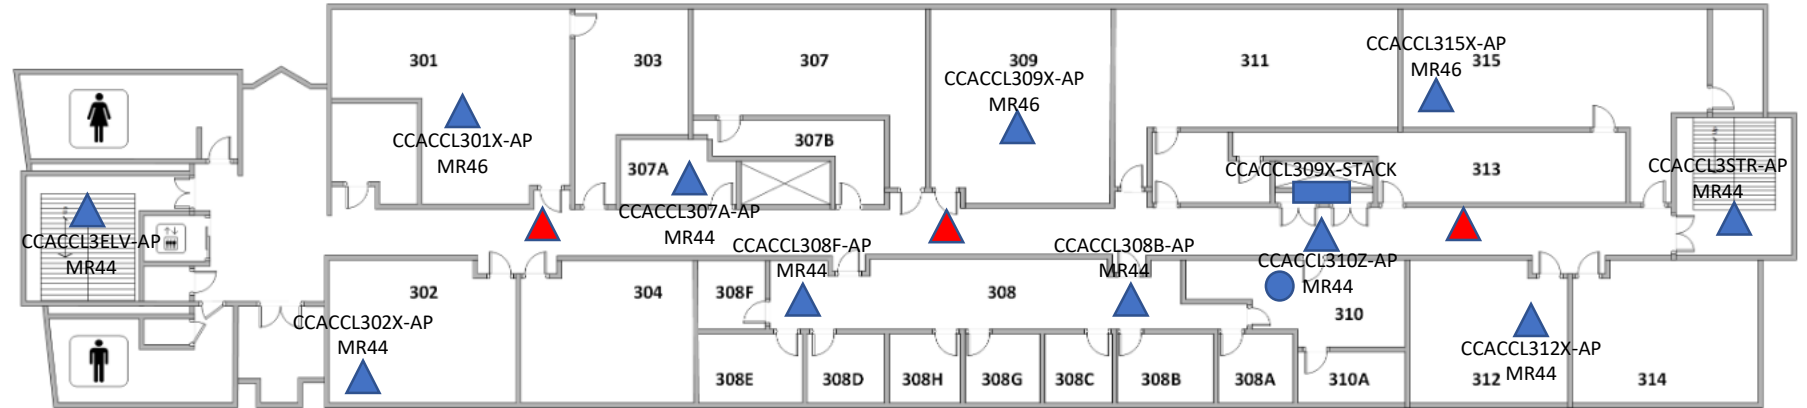 301
303
307
309
311
315
CCACCL315X-AP
MR46
CCACCL309X-AP
MR46
CCACCL301X-AP
MR46
307B
307A
CCACCL309X-STACK
313
CCACCL3STR-AP
MR44
CCACCL307A-AP
MR44
CCACCL3ELV-AP
MR44
CCACCL308F-AP
MR44
CCACCL308B-AP
MR44
CCACCL310Z-AP
MR44
302
304
308F
308
310
CCACCL302X-AP
MR44
CCACCL312X-AP
MR44
308E
308D
308H
308G
308C
308B
308A
310A
312
314